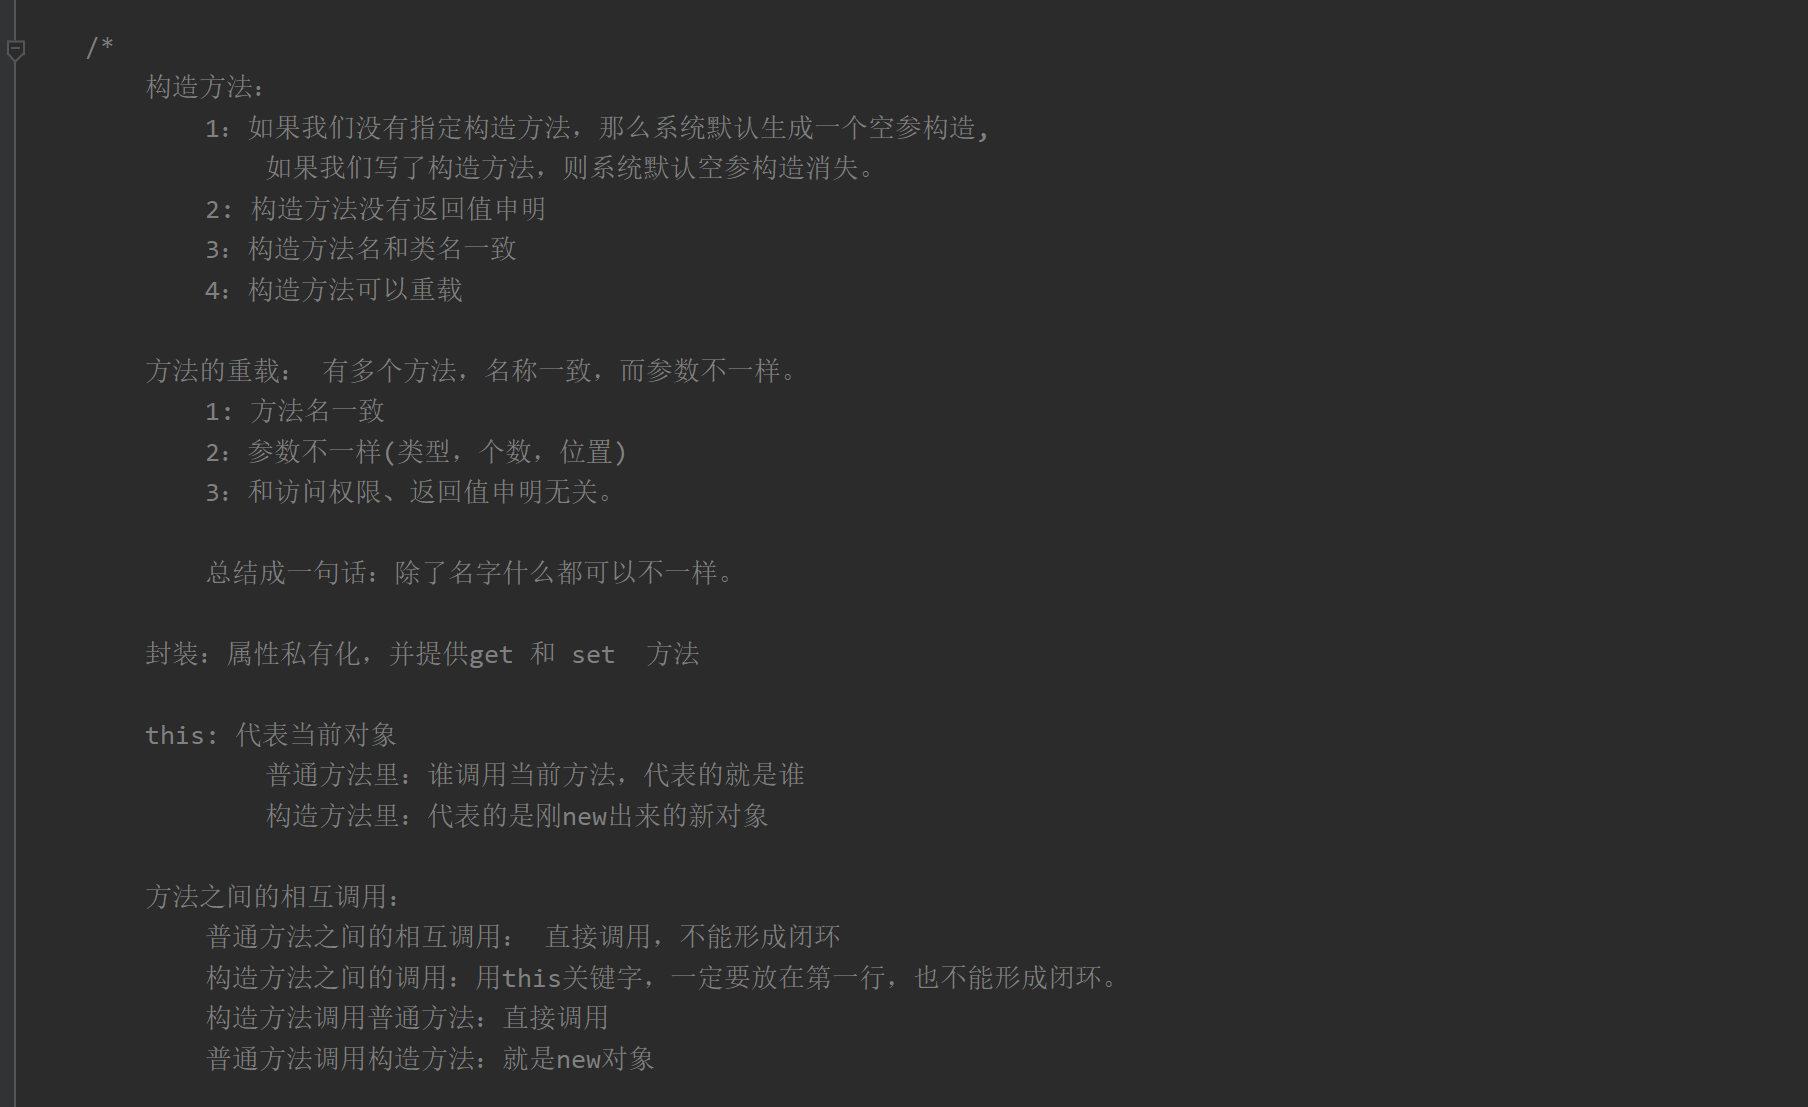 /*
构造方法：
1：如果我们没有指定构造方法，那么系统默认生成一个空参构造，
如果我们写了构造方法，则系统默认空参构造消失。
2: 构造方法没有返回值申明
3：构造方法名和类名一致
4：构造方法可以重载
方法的重载： 有多个方法，名称一致，而参数不一样。
1: 方法名一致
2：参数不一样(类型，个数，位置)
3：和访问权限、返回值申明无关。
总结成一句话：除了名字什么都可以不一样。
封装：属性私有化，并提供get 和 set  方法
this: 代表当前对象
普通方法里：谁调用当前方法，代表的就是谁
构造方法里：代表的是刚new出来的新对象
方法之间的相互调用：
普通方法之间的相互调用： 直接调用，不能形成闭环
构造方法之间的调用：用this关键字，一定要放在第一行，也不能形成闭环。
构造方法调用普通方法：直接调用
普通方法调用构造方法：就是new对象